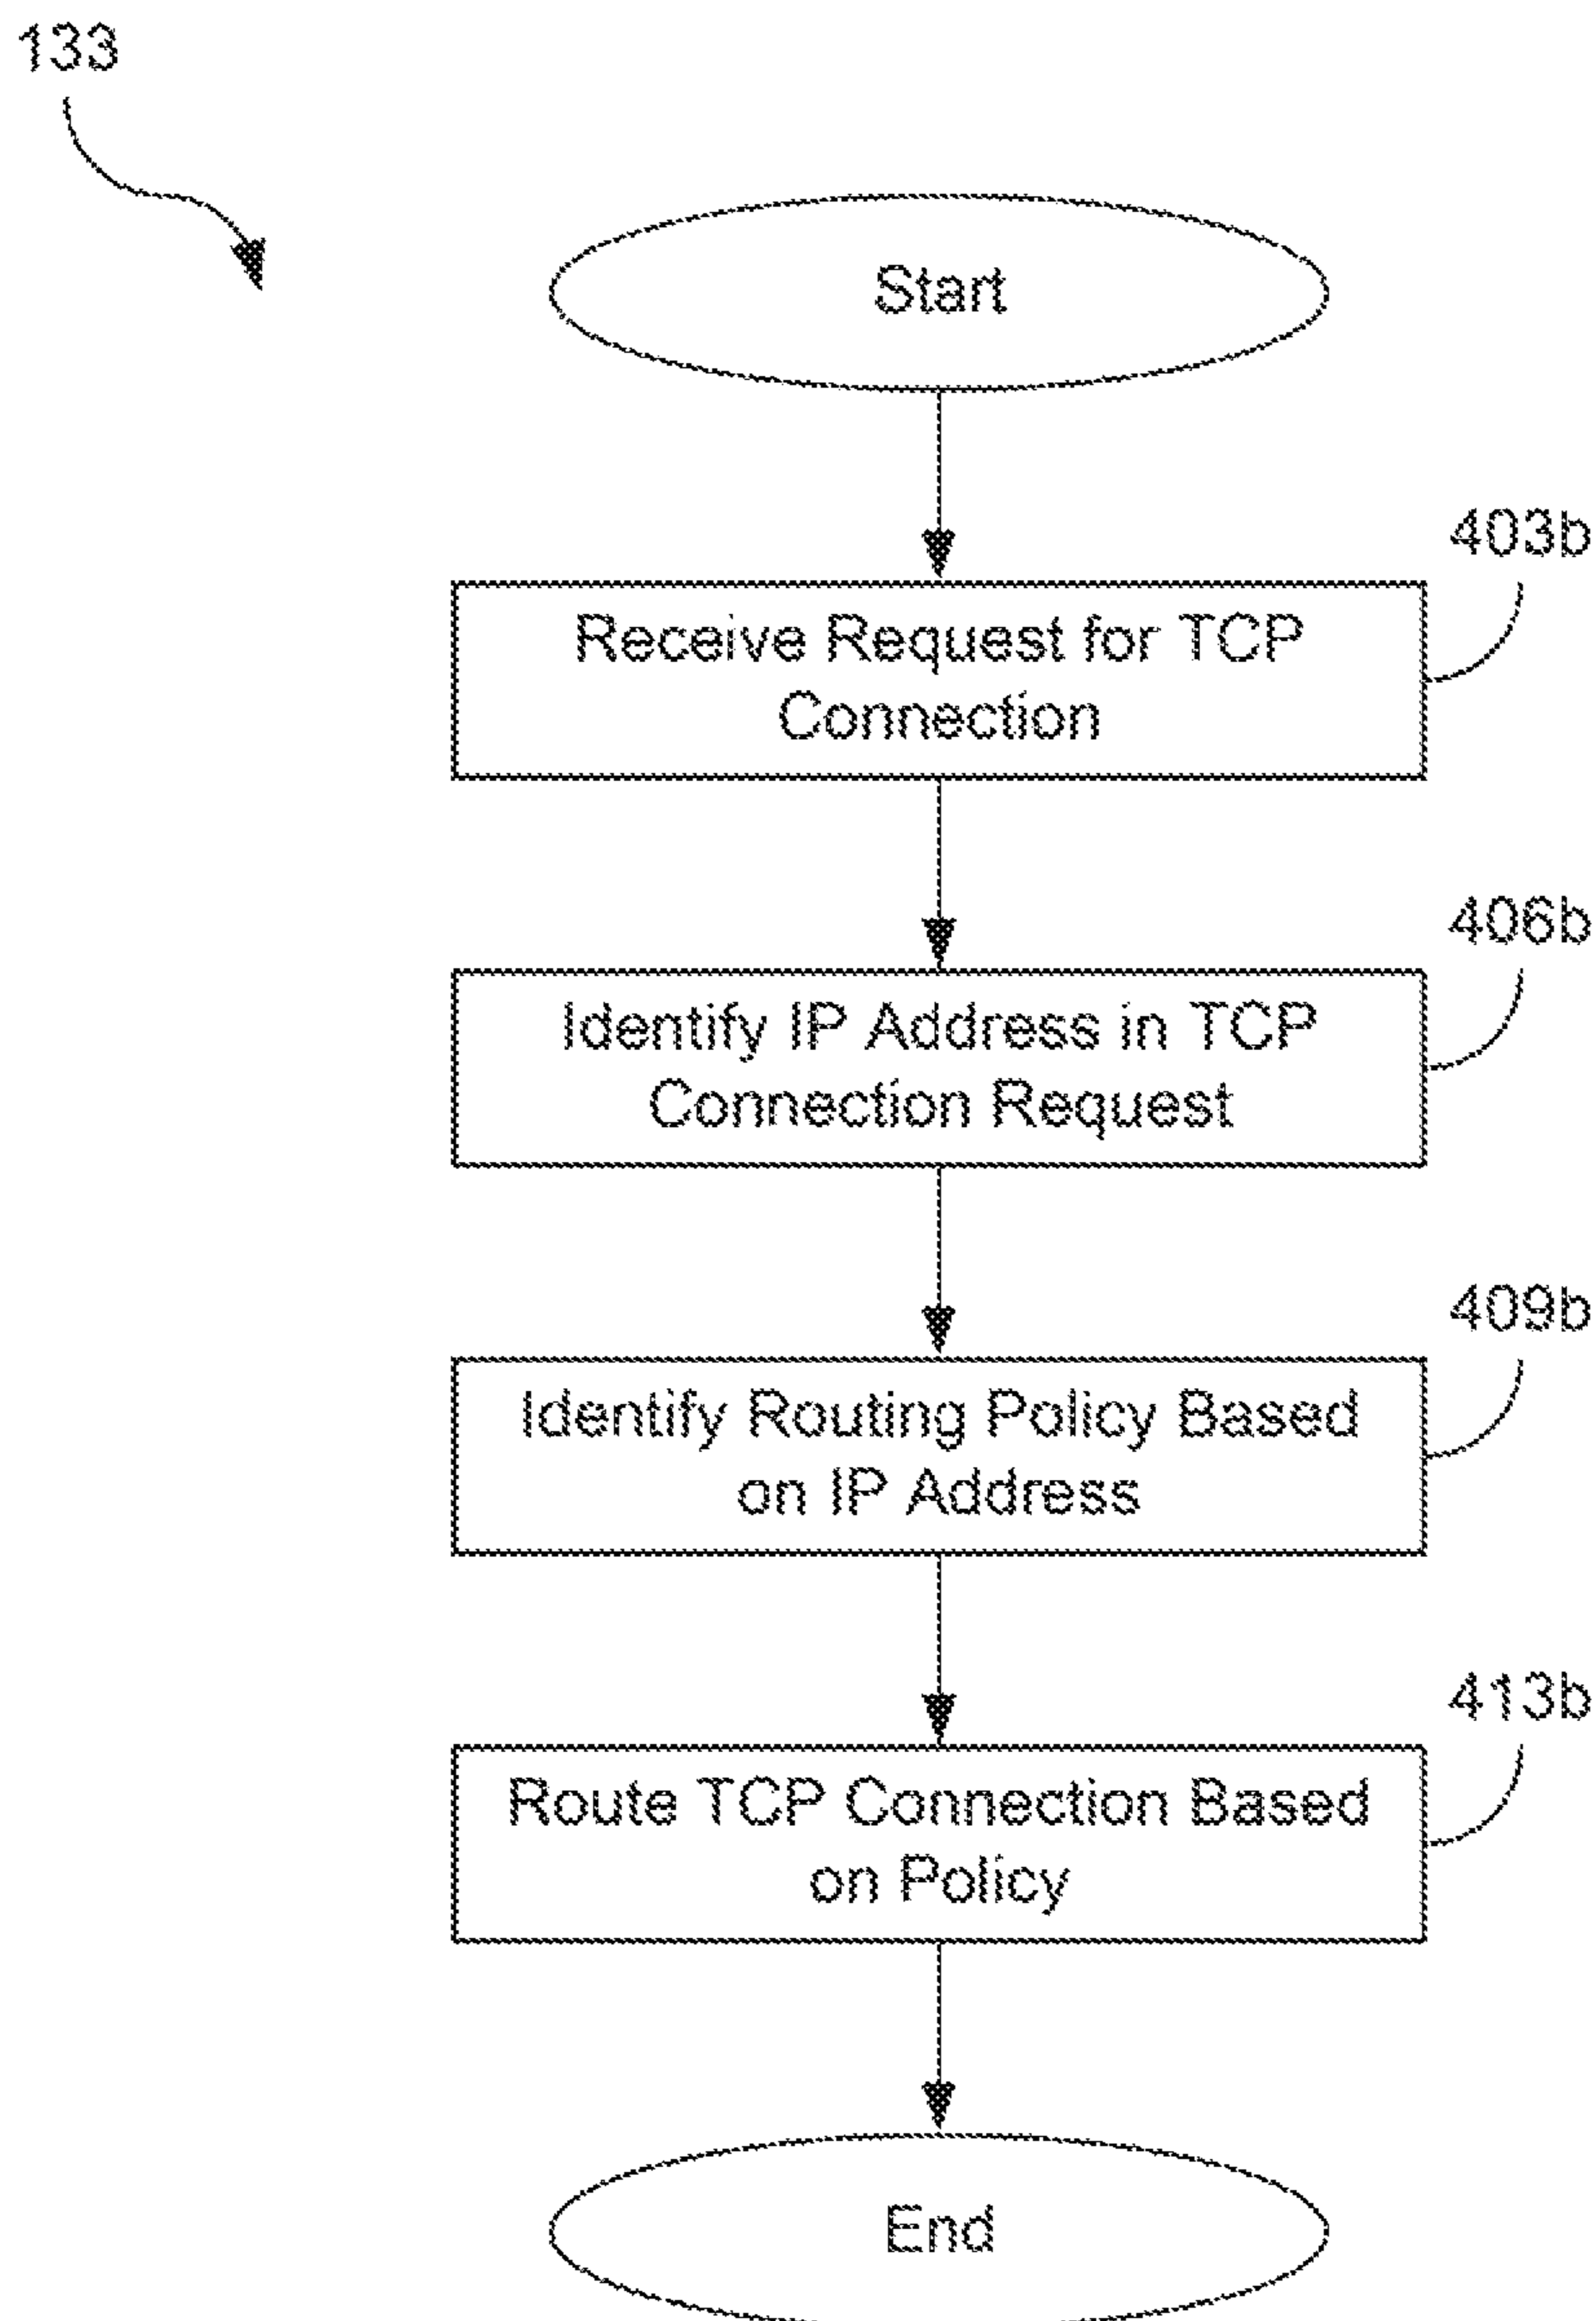 133
Start
403b
Receive Request for TCP
Connection
406b
Identify IP Address in TCP
Connection Request
409b
Identify Routing Policy Based
on IP Address
413b
Route TCP Connection Based
on Policy
End